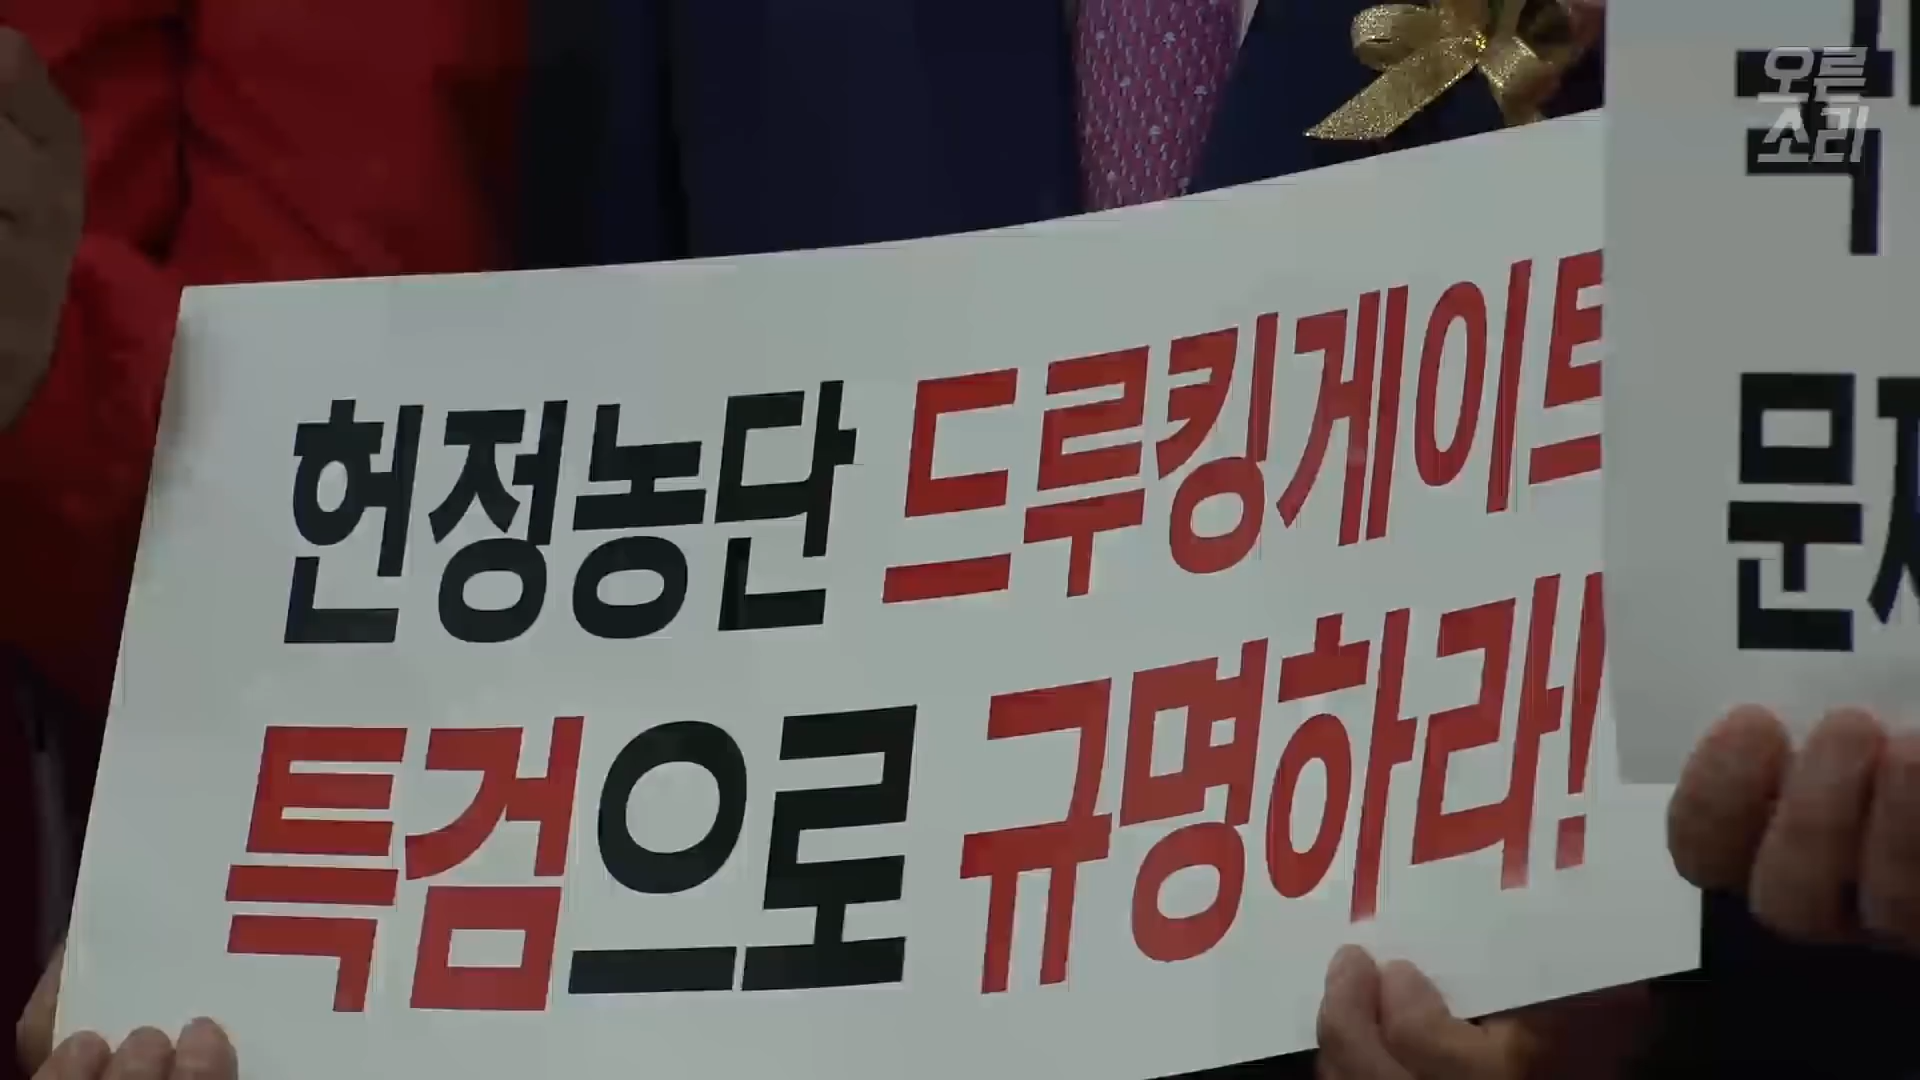 헌정농단 드루킹게이트
특검으로 규명하라!
오른
소리
문재